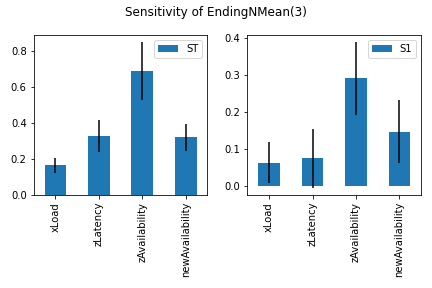 Sensitivity of EndingNMean(3)
ST
0.8
0.6
0.4
0.2
0.0
xLoad
zLatency
zAvailability
newAvailability
S1
0.4
0.3
0.2
0.1
0.0
xLoad
zLatency
zAvailability
newAvailability